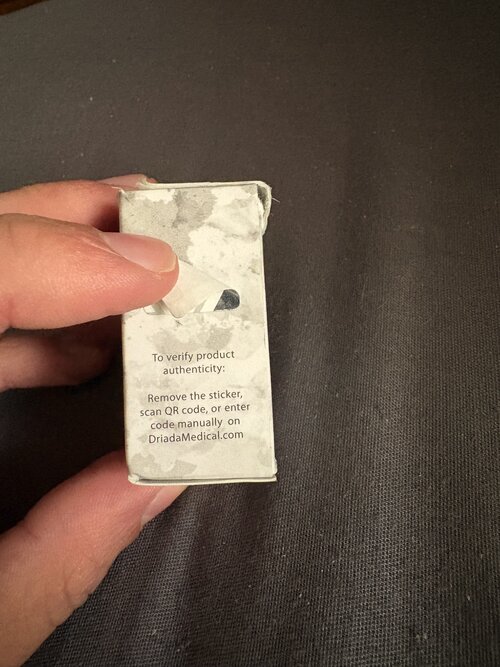 To verify product
authenticity:
Remove the sticker,
scan QR code, or enter
code manually on
DriadaMedical.com